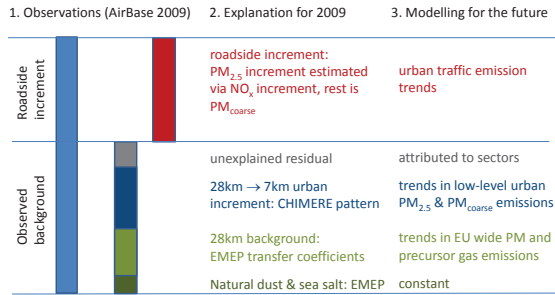 1. Observations (AirBase 2009)
2. Explanation for 2009
3. Modelling for the future
Roadside
increment
roadside increment:
PM2.5 increment estimated
via NOx increment, rest is
PMcoarse
urban traffic emission
trends
Observed
background
unexplained residual
attributed to sectors
28km → 7km urban
increment: CHIMERE pattern
trends in low-level urban
PM2.5 & PMcoarse emissions
28km background:
EMEP transfer coefficients
trends in EU wide PM and
precursor gas emissions
Natural dust & sea salt: EMEP
constant